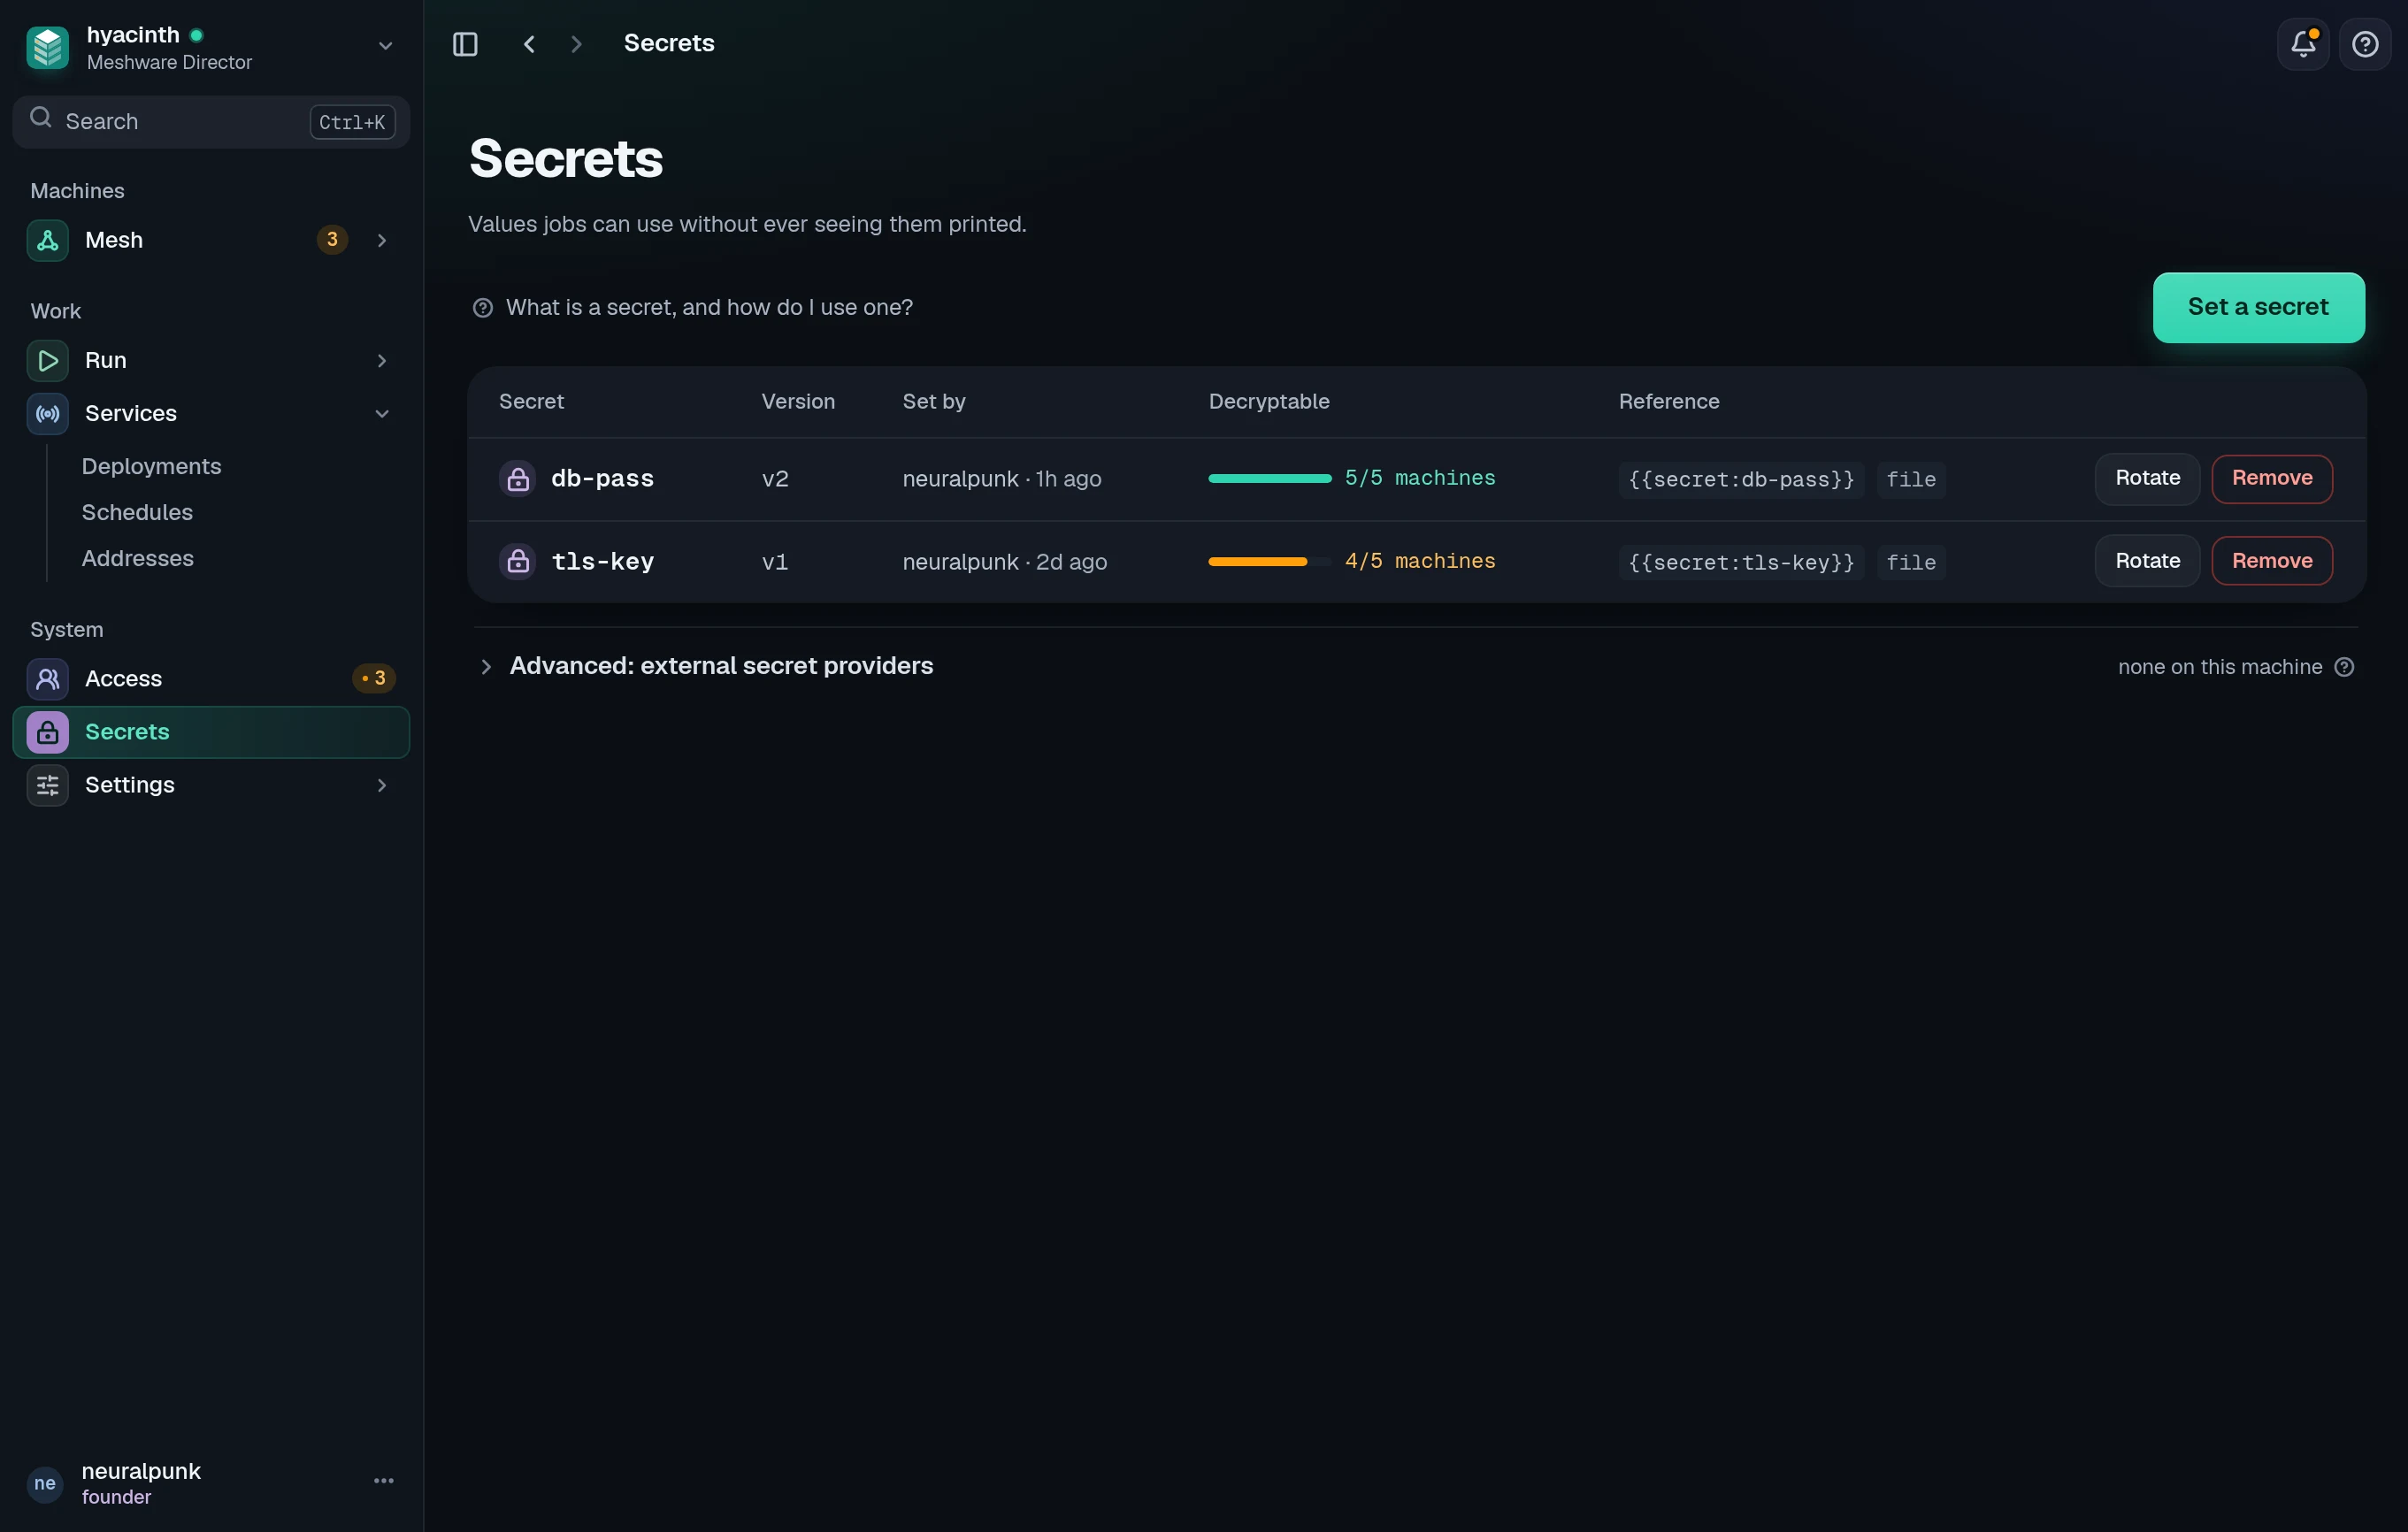 hyacinth
Meshware Director
Search Ctrl+K
Machines
Mesh 3
Work
Run
Services
Deployments
Schedules
Addresses
System
Access • 3
Secrets
Settings
ne neuralpunk
founder
Secrets
Secrets
Values jobs can use without ever seeing them printed.
What is a secret, and how do I use one?
Set a secret
Secret Version Set by Decryptable Reference
db-pass v2 neuralpunk · 1h ago 5/5 machines {{secret:db-pass}} file Rotate Remove
tls-key v1 neuralpunk · 2d ago 4/5 machines {{secret:tls-key}} file Rotate Remove
Advanced: external secret providers none on this machine